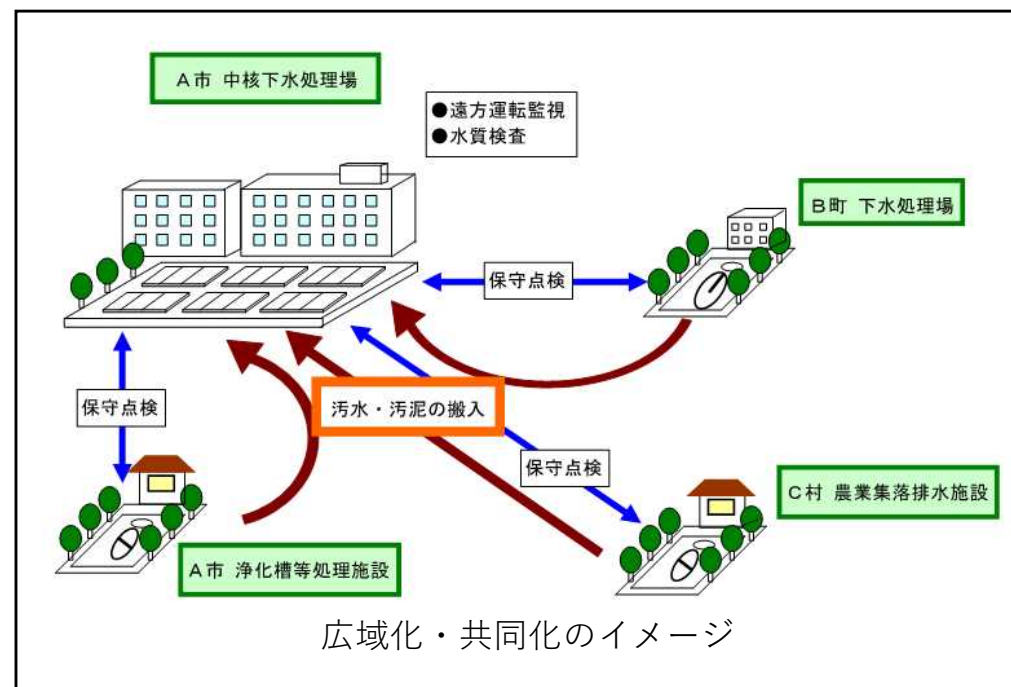 A市 中核下水処理場
●遠方運転監視
●水質検査
B町 下水処理場
保守点検
保守点検
汚水・汚泥の搬入
保守点検
C村 農業集落排水施設
A市 浄化槽等処理施設
広域化・共同化のイメージ